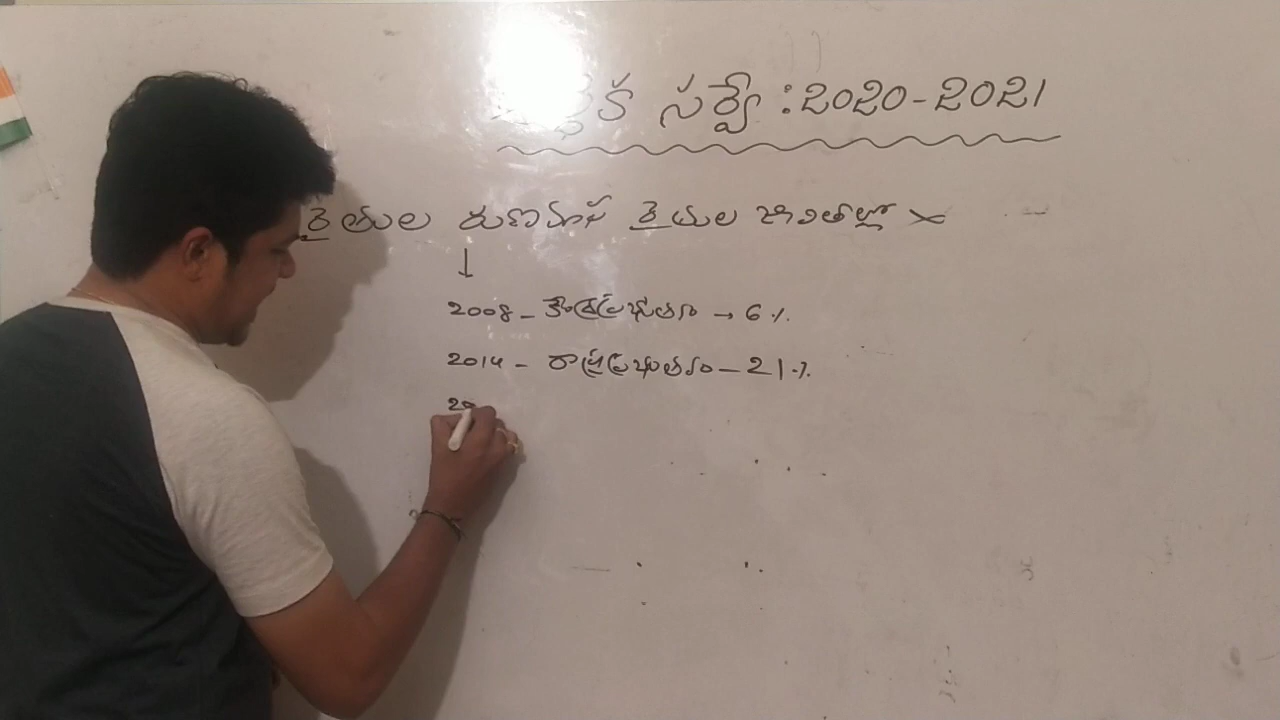 సర్వే : 2020-2021
రైతుల రుణమాఫీ రైతుల జీవితాల్లో ×
2008 - కేంద్రప్రభుత్వం → 6 %.
2014 - రాష్ట్రప్రభుత్వం - 21 %.
20